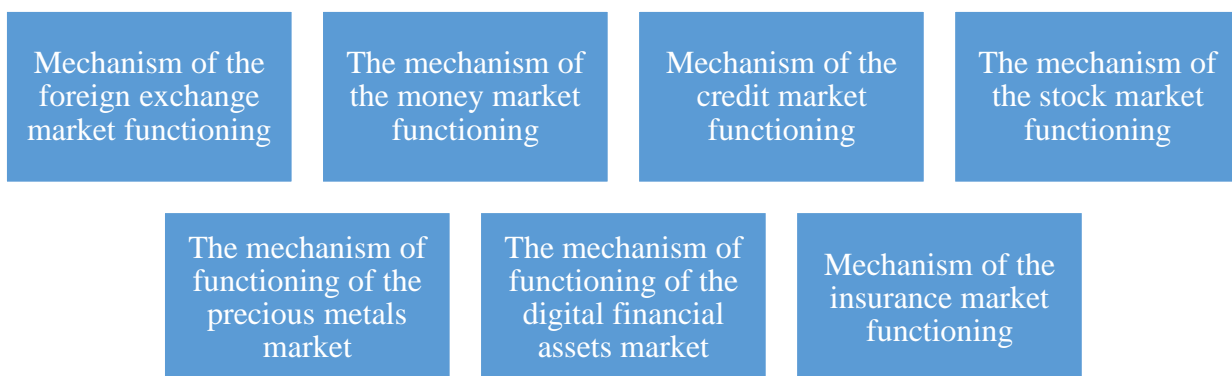 Mechanism of the
foreign exchange
market functioning
The mechanism of
the money market
functioning
Mechanism of the
credit market
functioning
The mechanism of
the stock market
functioning
The mechanism of
functioning of the
precious metals
market
The mechanism of
functioning of the
digital financial
assets market
Mechanism of the
insurance market
functioning